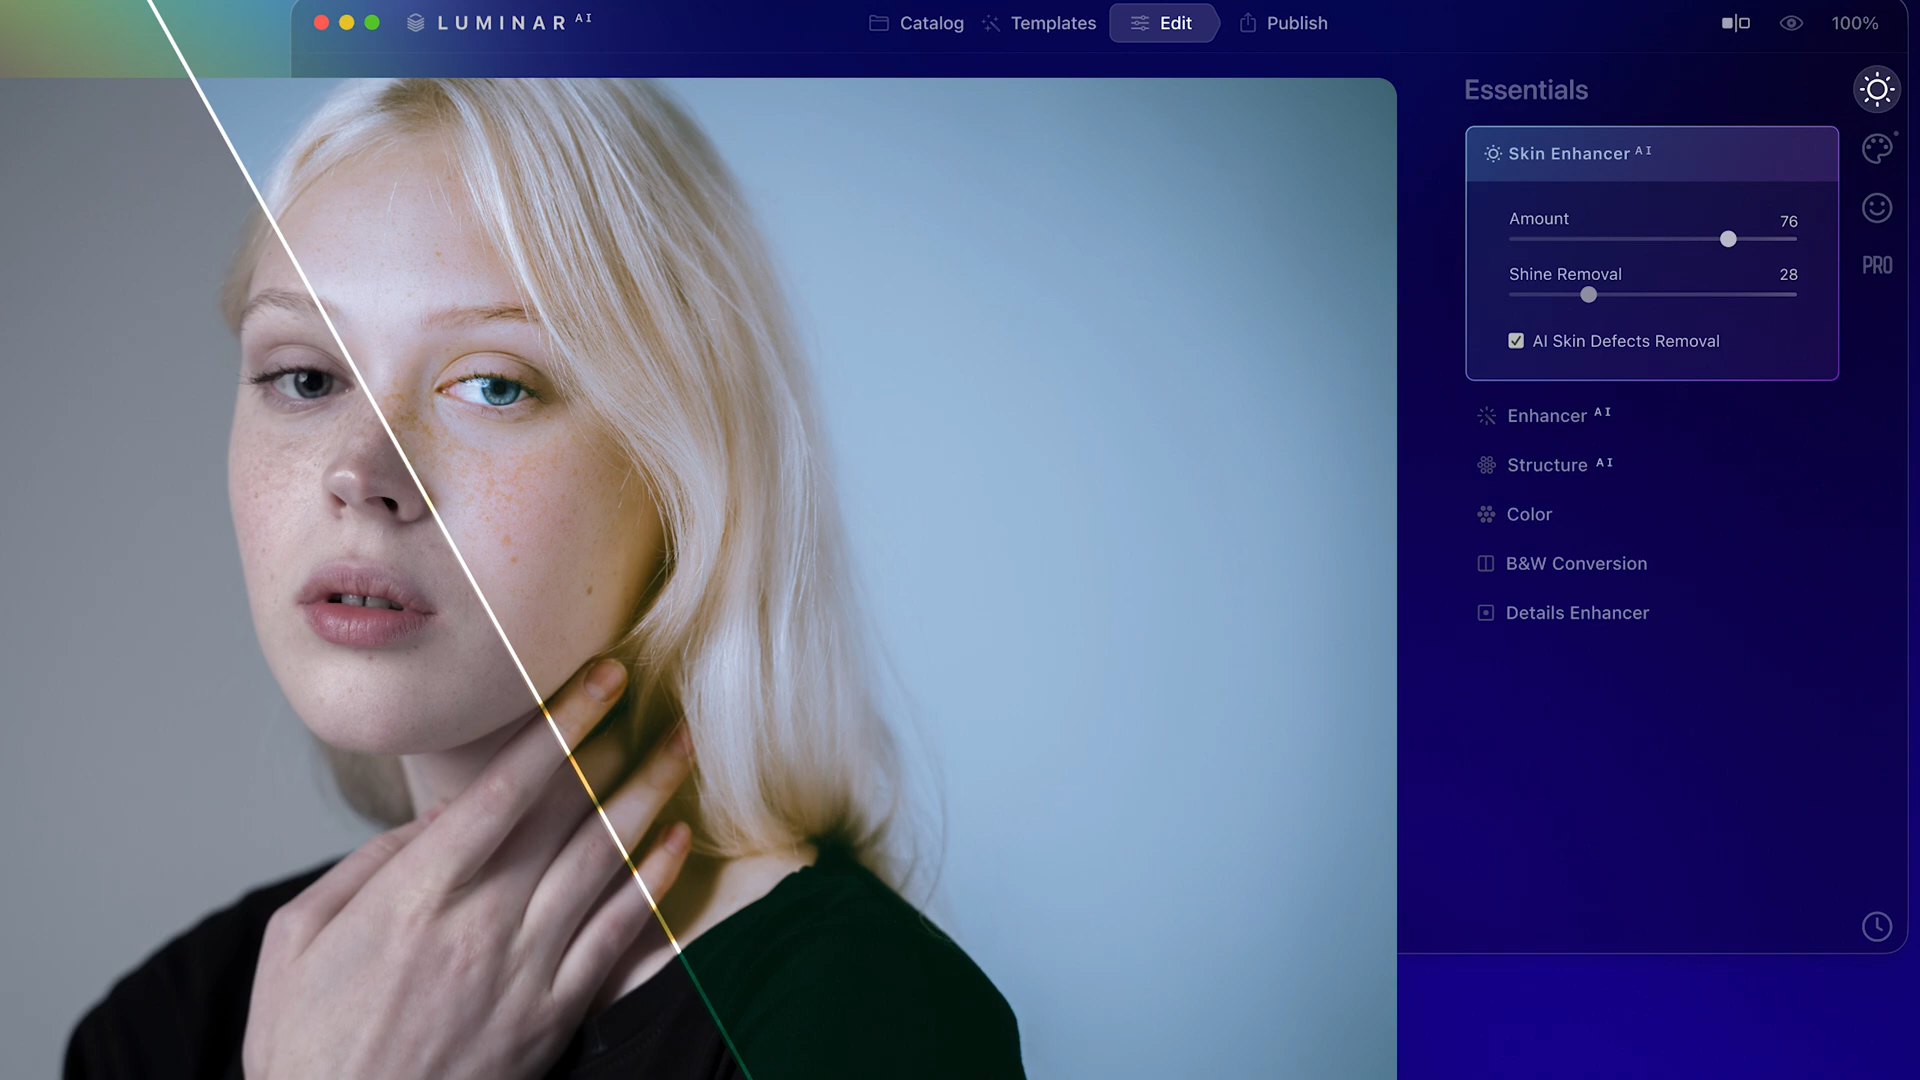 LUMINAR AI
Catalog
Templates
Edit
Publish
100%
Essentials
Skin Enhancer AI
Amount 76
Shine Removal 28
AI Skin Defects Removal
Enhancer AI
Structure AI
Color
B&W Conversion
Details Enhancer
PRO